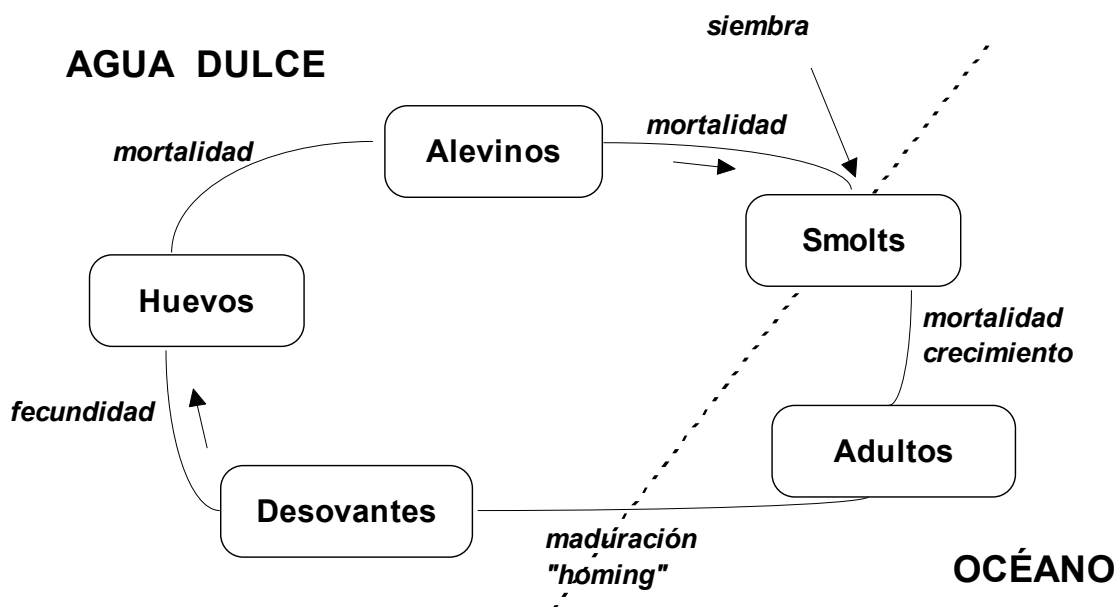 siembra
AGUA DULCE
mortalidad
Alevinos
mortalidad
Smolts
Huevos
mortalidad
crecimiento
fecundidad
Adultos
Desovantes
maduración
"homing"
OCÉANO